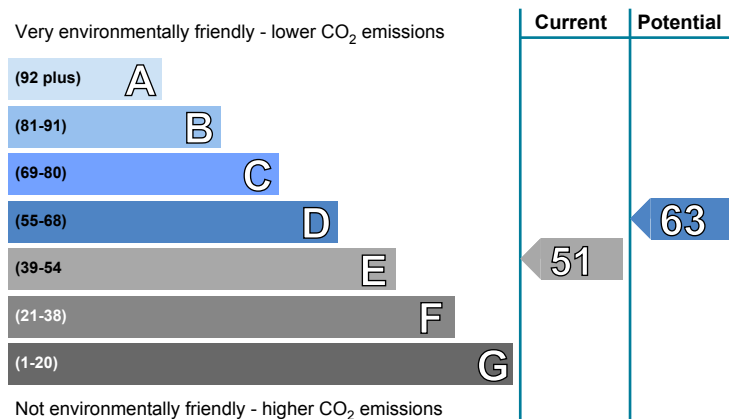 Very environmentally friendly - lower CO₂ emissions
Current
Potential
(92 plus) A
(81-91) B
(69-80) C
(55-68) D
63
(39-54 E
51
(21-38) F
(1-20) G
Not environmentally friendly - higher CO₂ emissions